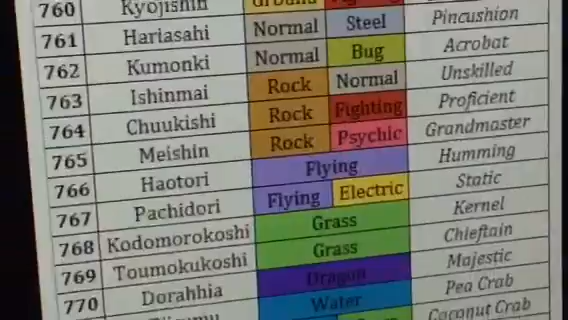 760 Kyojishin Ground
761 Hariasahi Normal Steel Pincushion
762 Kumonki Normal Bug Acrobat
763 Ishinmai Rock Normal Unskilled
764 Chuukishi Rock Fighting Proficient
765 Meishin Rock Psychic Grandmaster
766 Haotori Flying Humming
767 Pachidori Flying Electric Static
768 Kodomorokoshi Grass Kernel
769 Toumokukoshi Grass Chieftain
770 Dorahhia Dragon Majestic
Water Pea Crab
Coconut Crab